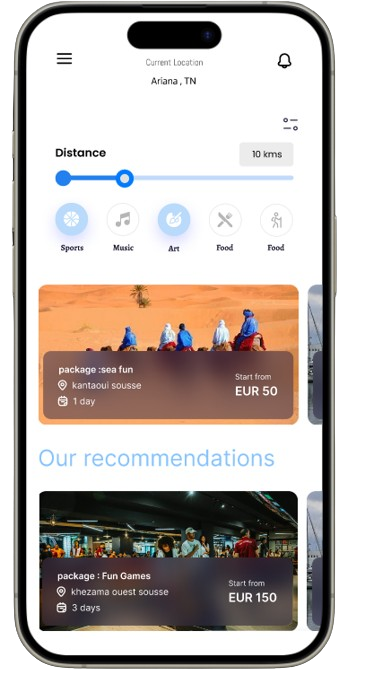 Current Location
Ariana , TN
Distance
10 kms
Sports Music Art Food Food
package :sea fun
kantaoui sousse
1 day
Start from
EUR 50
Our recommendations
package : Fun Games
khezama ouest sousse
3 days
Start from
EUR 150